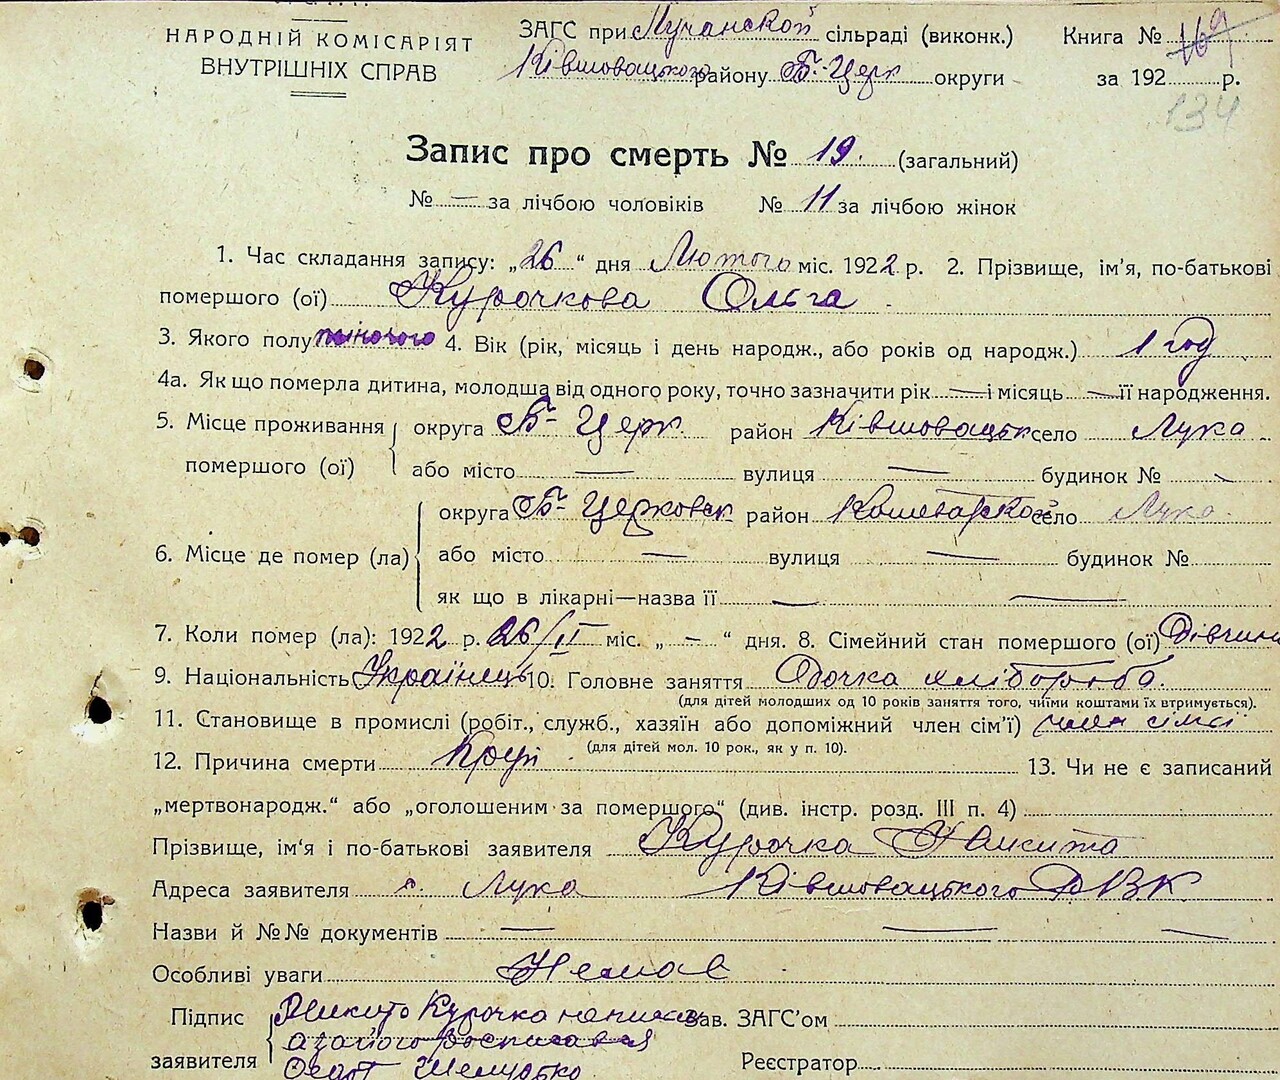 НАРОДНІЙ КОМІСАРІЯТ
ВНУТРІШНІХ СПРАВ
ЗАГС при Лучанской сільраді (виконк.)
Ківшовацького району Б.-Церк округи
Книга №
за 192 р.
134
Запис про смерть № 19. (загальний)
№ — за лічбою чоловіків № 11 за лічбою жінок
1. Час складання запису: „26“ дня Лютого міс. 1922 р. 2. Прізвище, ім'я, по-батькові
помершого (ої) Курочкова Ольга
3. Якого полу жіночого 4. Вік (рік, місяць і день народж., або років од народж.) 1 год
4а. Як що померла дитина, молодша від одного року, точно зазначити рік — і місяць — її народження.
5. Місце проживання помершого (ої) округа Б-Церк. район Ківшовацьк село Лука
або місто — вулиця — будинок №
6. Місце де помер (ла) округа Б-Церковск район село Лука
або місто — вулиця — будинок №
як що в лікарні—назва її — —
7. Коли помер (ла): 1922 р. 26/II міс. „ — “ дня. 8. Сімейний стан помершого (ої) Дівчина
9. Національність Українець 10. Головне заняття Дочка хлібороба.
(для дітей молодших од 10 років заняття того, чиїми коштами їх втримується).
11. Становище в промислі (робіт., служб., хазяїн або допоміжний член сім'ї) член сімєї
(для дітей мол. 10 рок., як у п. 10).
12. Причина смерти Круп 13. Чи не є записаний
„мертвонародж.“ або „оголошеним за помершого“ (див. інстр. розд. III п. 4)
Прізвище, ім'я і по-батькові заявителя Курочка Никита
Адреса заявителя с. Лука Ківшовацького РВК
Назви й №№ документів — — —
Особливі уваги Немає
Підпис заявителя Микито Курочка
Зав. ЗАГС'ом
Реєстратор